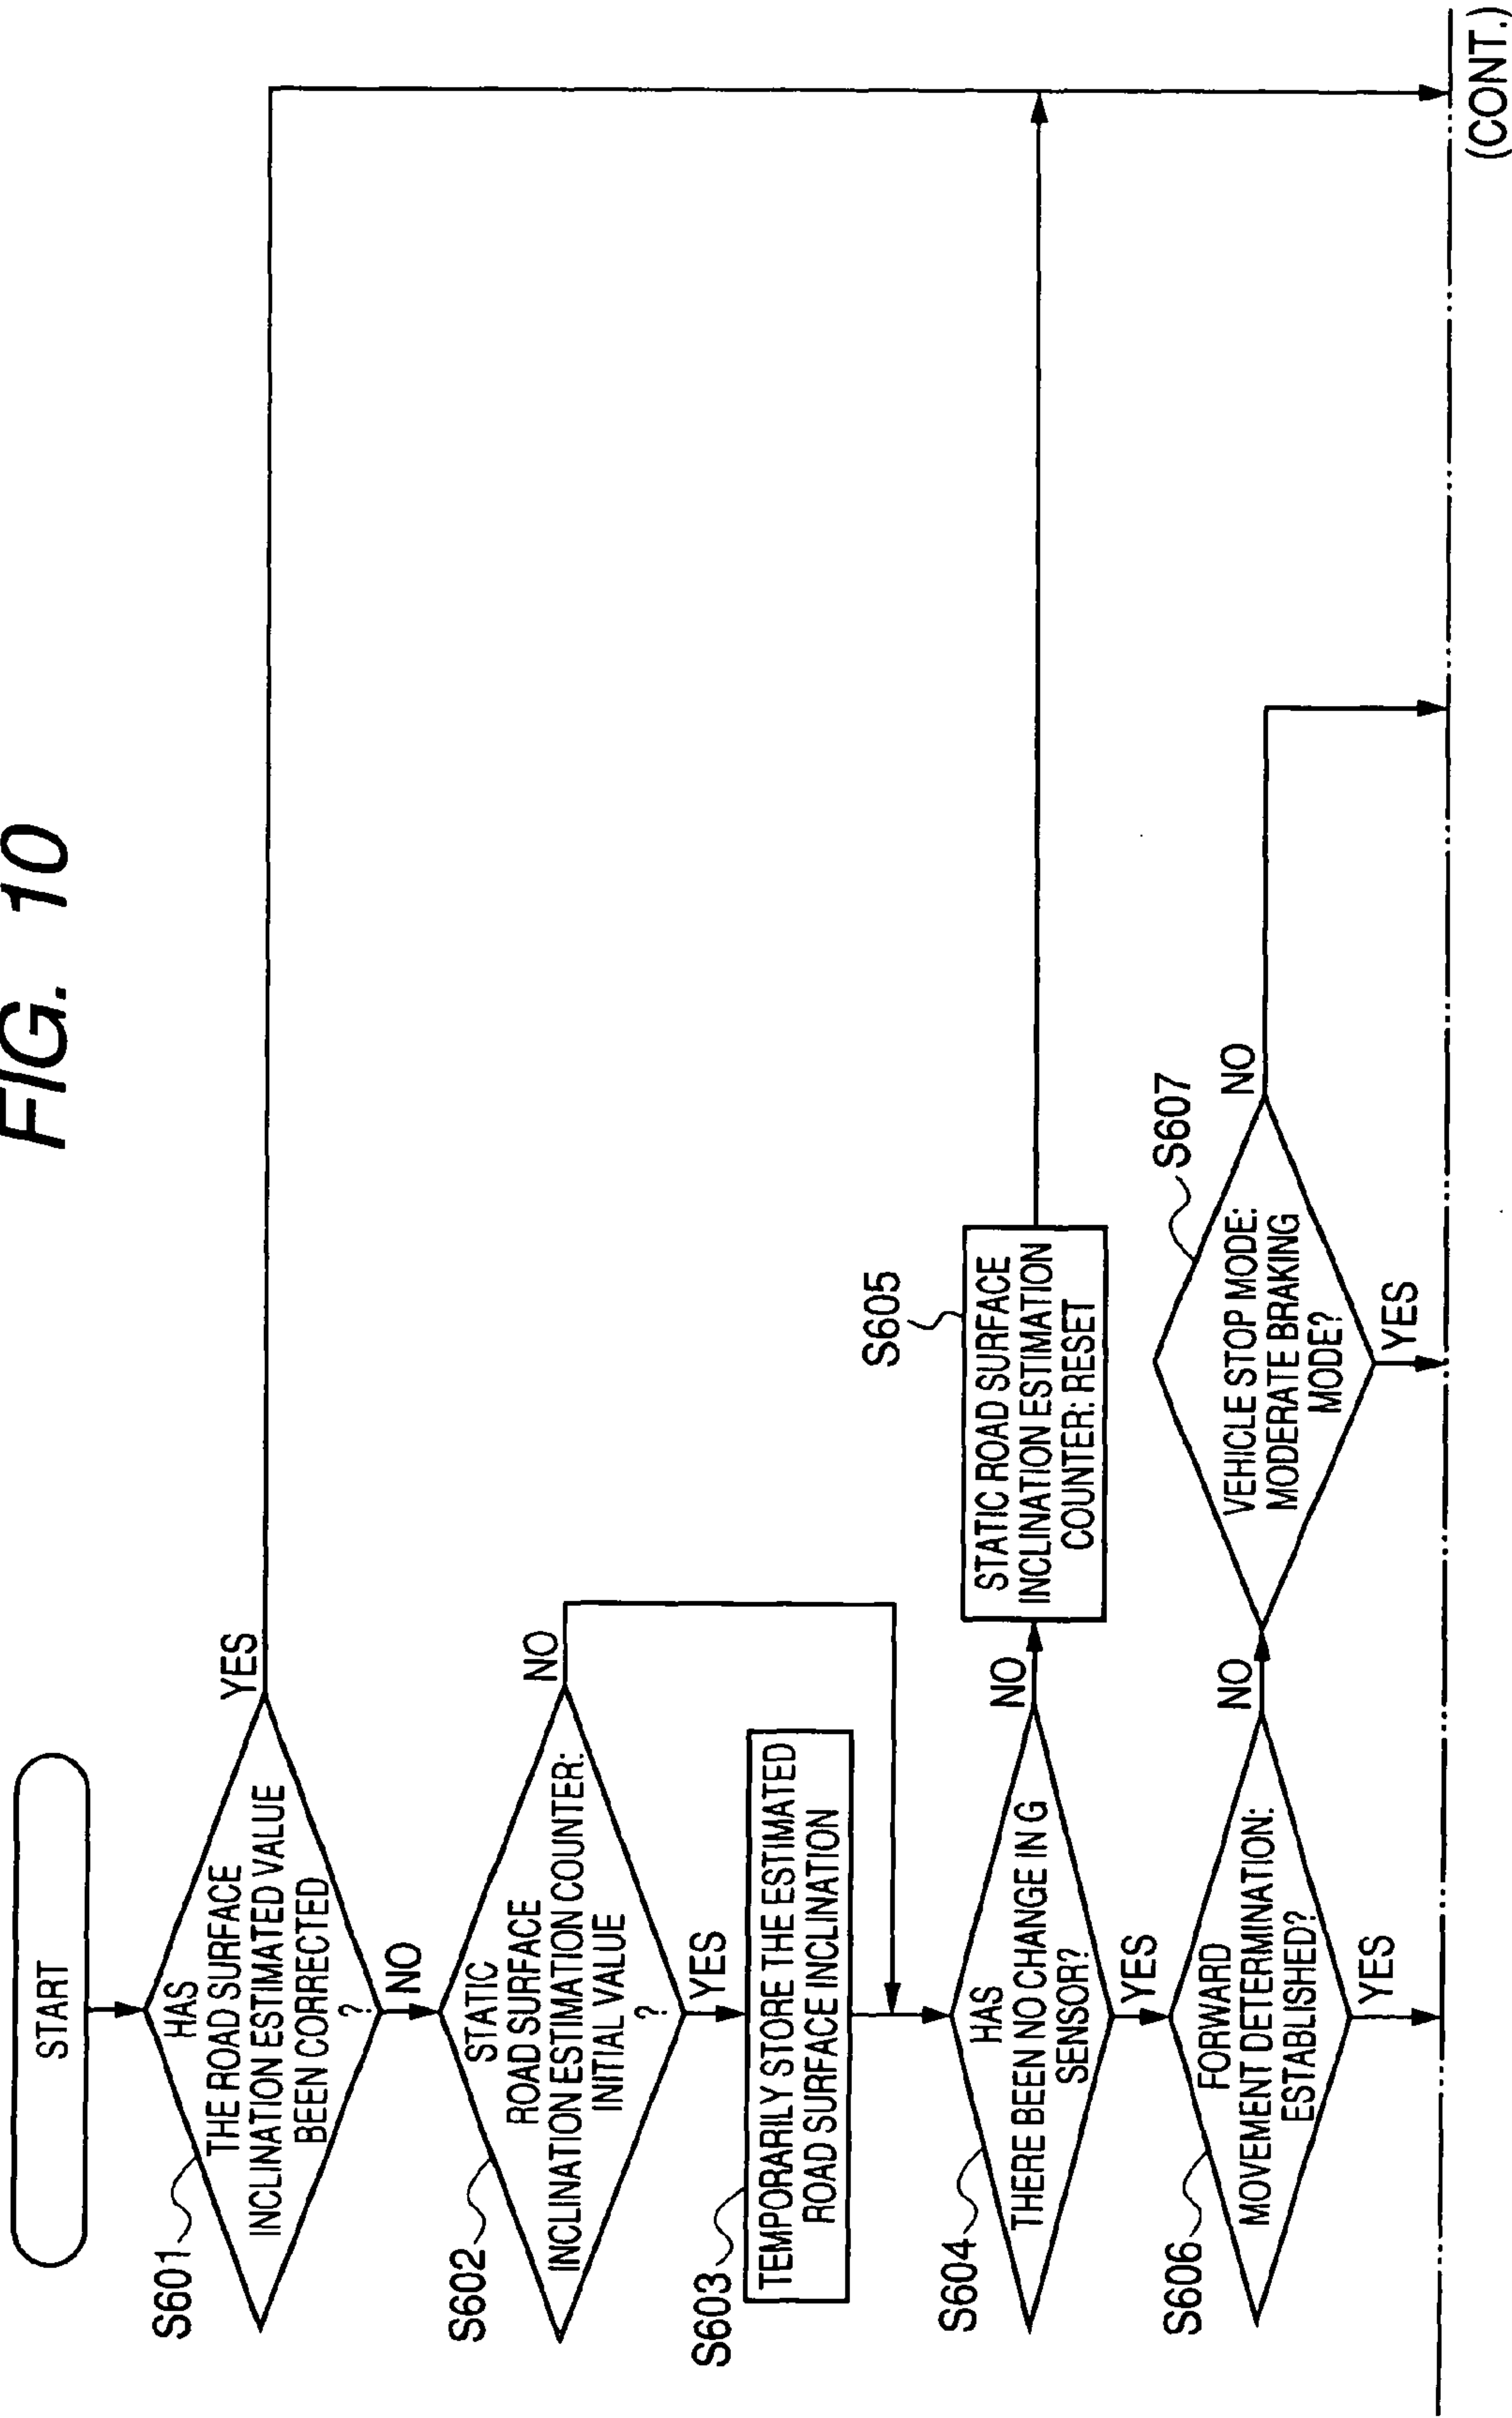 FIG. 10
START
S601
HAS
THE ROAD SURFACE
INCLINATION ESTIMATED VALUE
BEEN CORRECTED
?
YES
NO
S602
STATIC
ROAD SURFACE
INCLINATION ESTIMATION COUNTER:
INITIAL VALUE
?
NO
YES
S603
TEMPORARILY STORE THE ESTIMATED
ROAD SURFACE INCLINATION
S604
HAS
THERE BEEN NO CHANGE IN G
SENSOR?
NO
YES
S605
STATIC ROAD SURFACE
INCLINATION ESTIMATION
COUNTER: RESET
S606
FORWARD
MOVEMENT DETERMINATION:
ESTABLISHED?
NO
YES
S607
VEHICLE STOP MODE:
MODERATE BRAKING
MODE?
NO
YES
(CONT.)